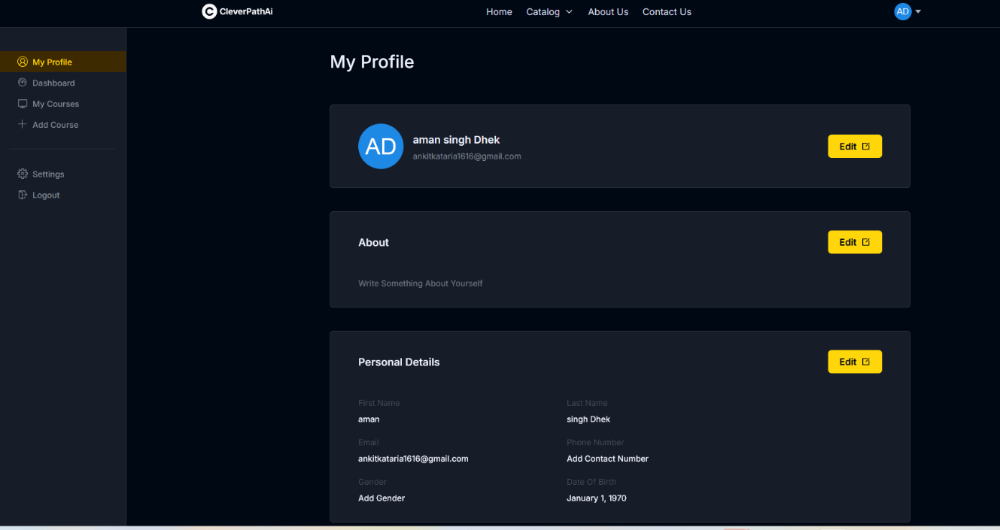 CleverPathAi
Home Catalog About Us Contact Us
AD
My Profile
Dashboard
My Courses
Add Course
Settings
Logout
My Profile
AD
aman singh Dhek
ankitkataria1616@gmail.com
Edit
About
Edit
Write Something About Yourself
Personal Details
Edit
First Name Last Name
aman singh Dhek
Email Phone Number
ankitkataria1616@gmail.com Add Contact Number
Gender Date Of Birth
Add Gender January 1, 1970